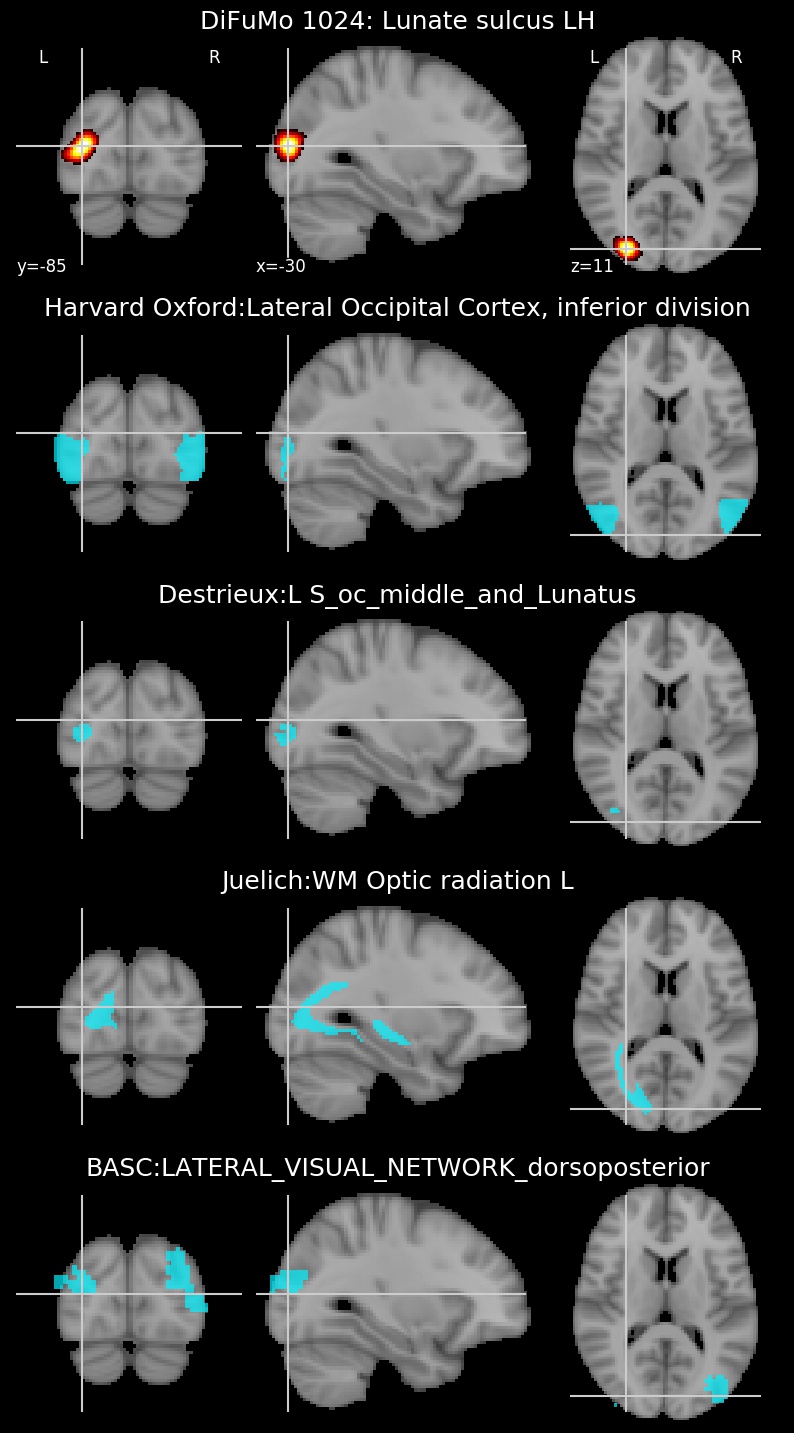 DiFuMo 1024: Lunate sulcus LH
L R L R
y=-85 x=-30 z=11
Harvard Oxford:Lateral Occipital Cortex, inferior division
Destrieux:L S_oc_middle_and_Lunatus
Juelich:WM Optic radiation L
BASC:LATERAL_VISUAL_NETWORK_dorsoposterior